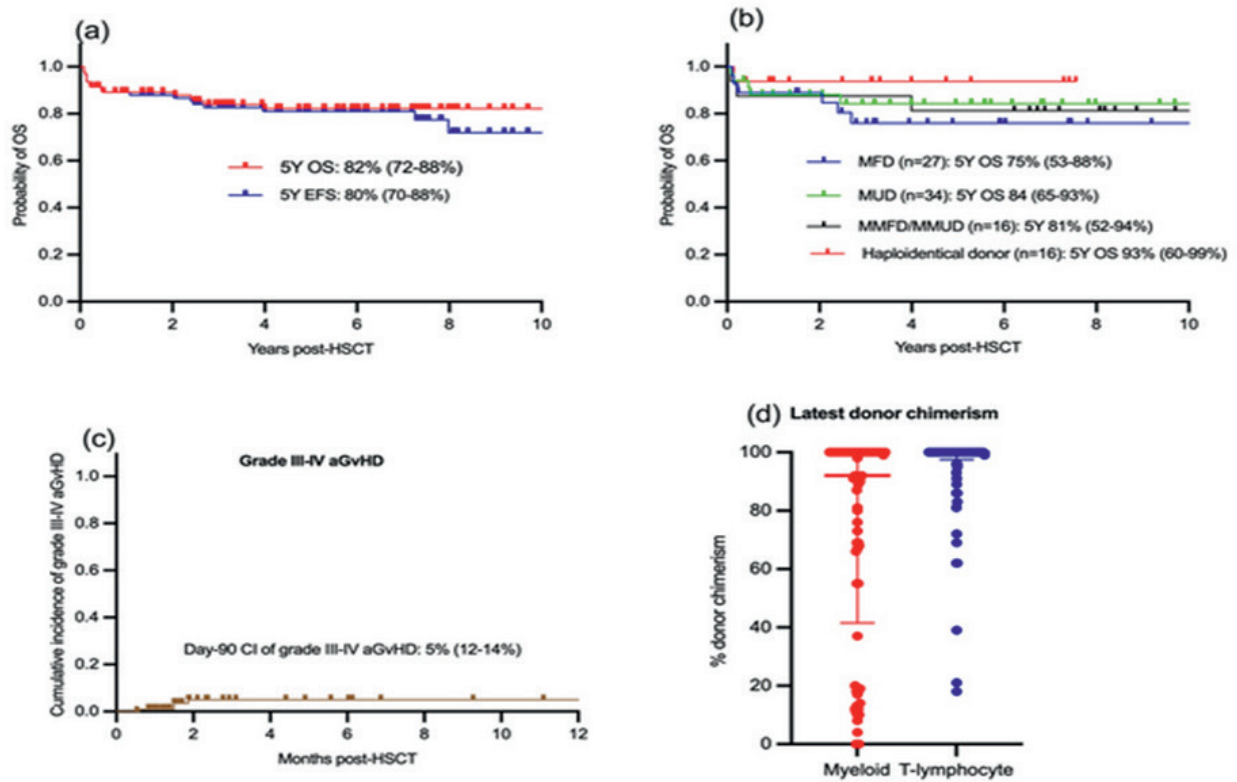 (a)
Probability of OS
1.0
0.8
0.6
0.4
0.2
0.0
5Y OS: 82% (72-88%)
5Y EFS: 80% (70-88%)
0 2 4 6 8 10
Years post-HSCT
(b)
Probability of OS
1.0
0.8
0.6
0.4
0.2
0.0
MFD (n=27): 5Y OS 75% (53-88%)
MUD (n=34): 5Y OS 84 (65-93%)
MMFD/MMUD (n=16): 5Y 81% (52-94%)
Haploidentical donor (n=16): 5Y OS 93% (60-99%)
0 2 4 6 8 10
Years post-HSCT
(c)
Grade III-IV aGvHD
Cumulative incidence of grade III-IV aGVHD
1.0
0.8
0.6
0.4
0.2
0.0
Day-90 CI of grade III-IV aGvHD: 5% (12-14%)
0 2 4 6 8 10 12
Months post-HSCT
(d)
Latest donor chimerism
% donor chimerism
100
80
60
40
20
0
Myeloid T-lymphocyte